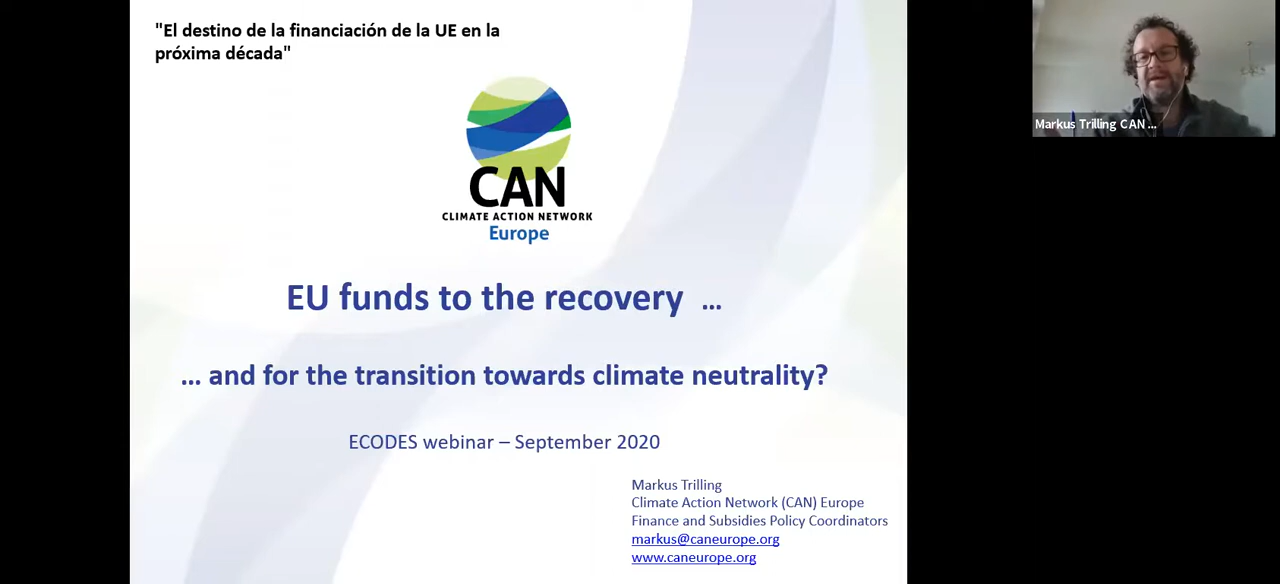 "El destino de la financiación de la UE en la
próxima década"
CAN
CLIMATE ACTION NETWORK
Europe
EU funds to the recovery ...
... and for the transition towards climate neutrality?
ECODES webinar – September 2020
Markus Trilling
Climate Action Network (CAN) Europe
Finance and Subsidies Policy Coordinators
markus@caneurope.org
www.caneurope.org
Markus Trilling CAN ...